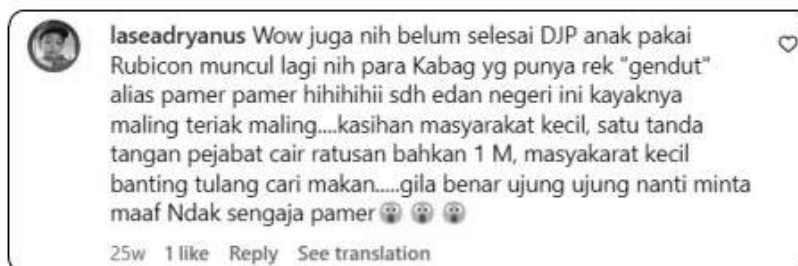 laseadryanus Wow juga nih belum selesai DJP anak pakai
Rubicon muncul lagi nih para Kabag yg punya rek "gendut"
alias pamer pamer hihihihii sdh edan negeri ini kayaknya
maling teriak maling....kasihan masyarakat kecil, satu tanda
tangan pejabat cair ratusan bahkan 1 M, masyakarat kecil
banting tulang cari makan.....gila benar ujung ujung nanti minta
maaf Ndak sengaja pamer😱 😱 😱
25w 1 like Reply See translation